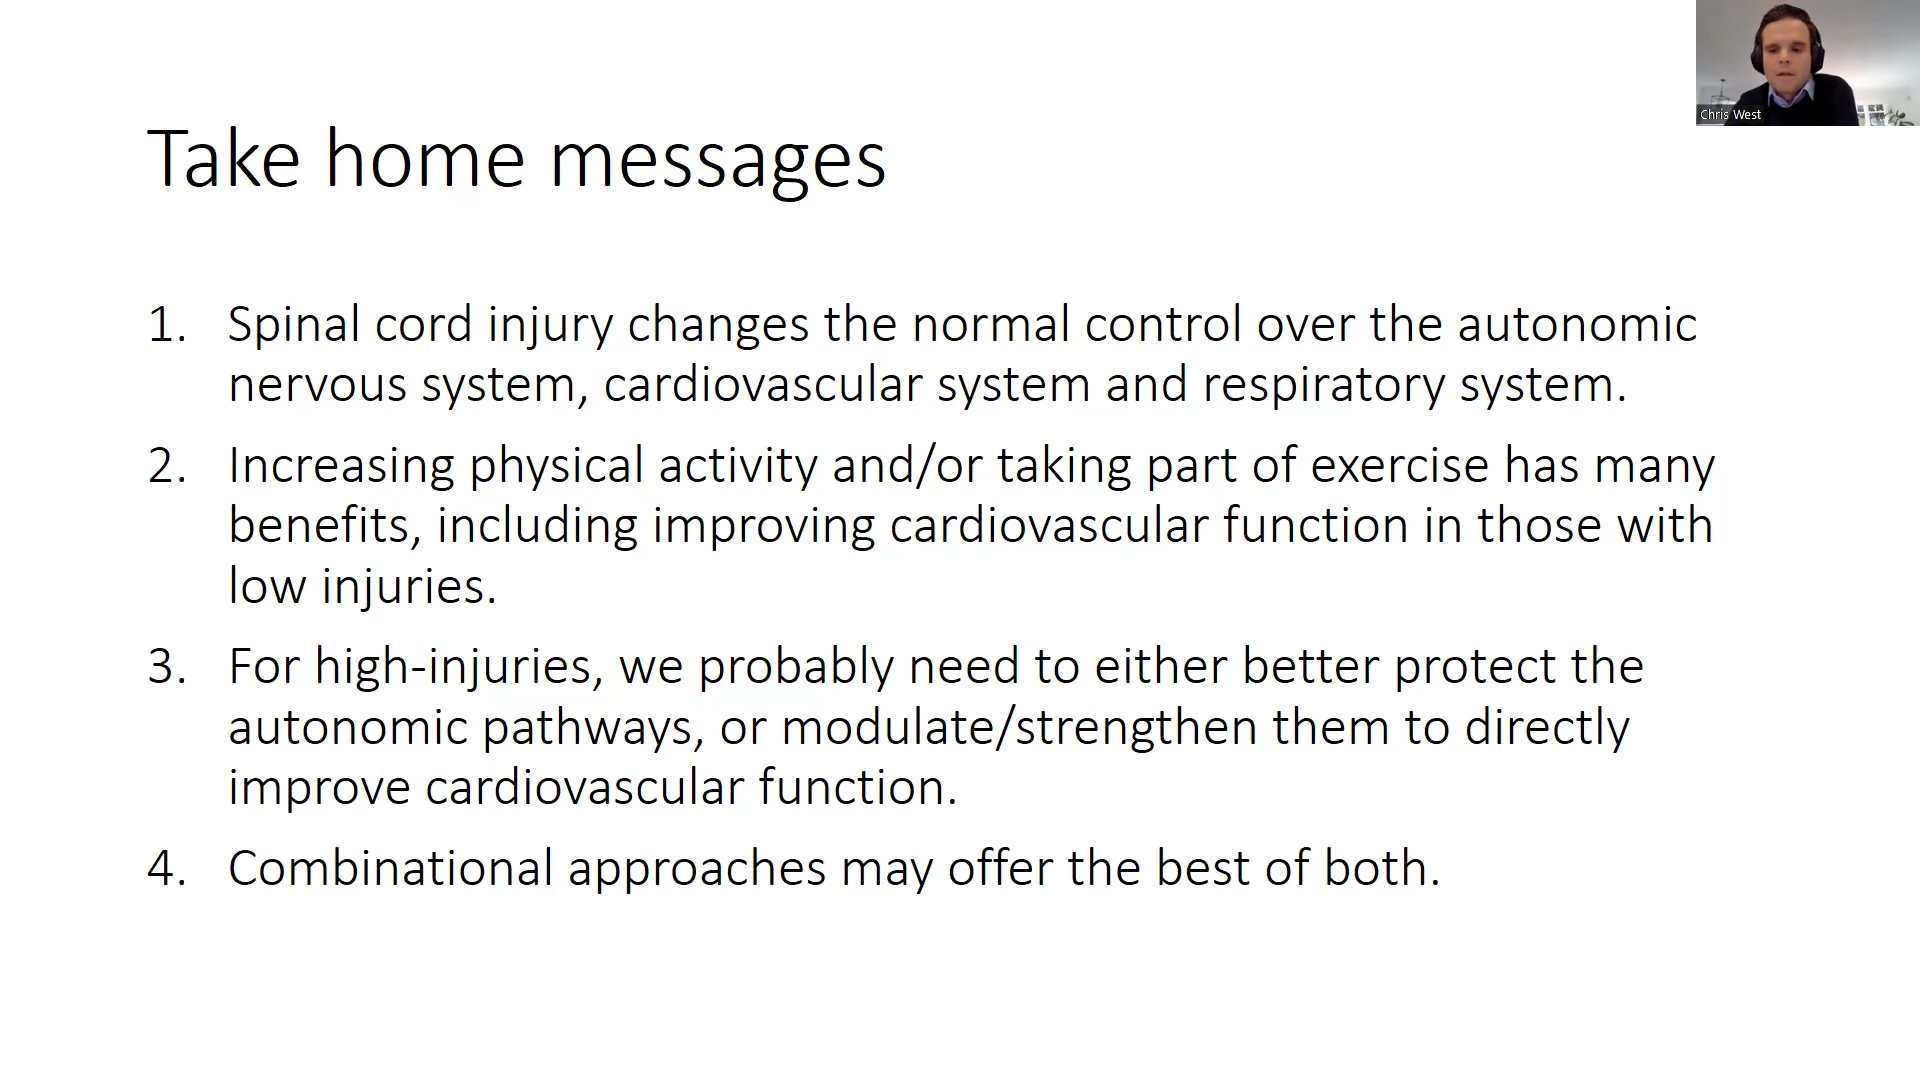 Chris West
Take home messages
1. Spinal cord injury changes the normal control over the autonomic
nervous system, cardiovascular system and respiratory system.
2. Increasing physical activity and/or taking part of exercise has many
benefits, including improving cardiovascular function in those with
low injuries.
3. For high-injuries, we probably need to either better protect the
autonomic pathways, or modulate/strengthen them to directly
improve cardiovascular function.
4. Combinational approaches may offer the best of both.